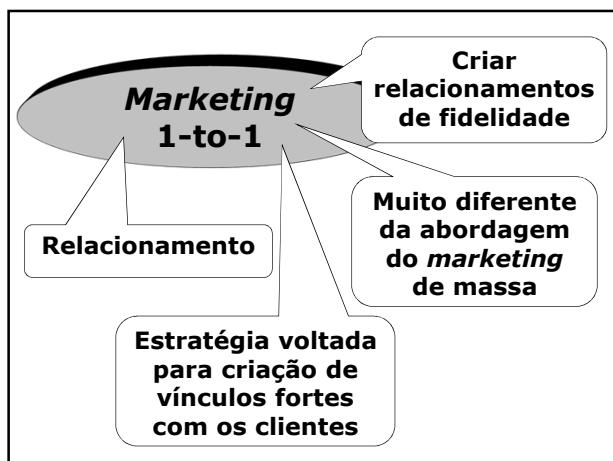 Marketing
1-to-1
Criar
relacionamentos
de fidelidade
Relacionamento
Muito diferente
da abordagem
do marketing
de massa
Estratégia voltada
para criação de
vínculos fortes
com os clientes